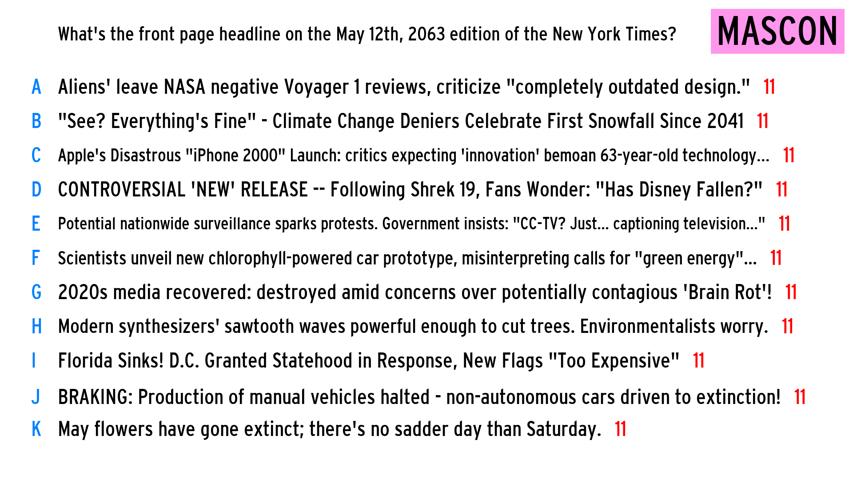 What's the front page headline on the May 12th, 2063 edition of the New York Times?
MASCON
A Aliens' leave NASA negative Voyager 1 reviews, criticize "completely outdated design." 11
B "See? Everything's Fine" - Climate Change Deniers Celebrate First Snowfall Since 2041 11
C Apple's Disastrous "iPhone 2000" Launch: critics expecting 'innovation' bemoan 63-year-old technology... 11
D CONTROVERSIAL 'NEW' RELEASE -- Following Shrek 19, Fans Wonder: "Has Disney Fallen?" 11
E Potential nationwide surveillance sparks protests. Government insists: "CC-TV? Just... captioning television..." 11
F Scientists unveil new chlorophyll-powered car prototype, misinterpreting calls for "green energy"... 11
G 2020s media recovered: destroyed amid concerns over potentially contagious 'Brain Rot'! 11
H Modern synthesizers' sawtooth waves powerful enough to cut trees. Environmentalists worry. 11
I Florida Sinks! D.C. Granted Statehood in Response, New Flags "Too Expensive" 11
J BRAKING: Production of manual vehicles halted - non-autonomous cars driven to extinction! 11
K May flowers have gone extinct; there's no sadder day than Saturday. 11